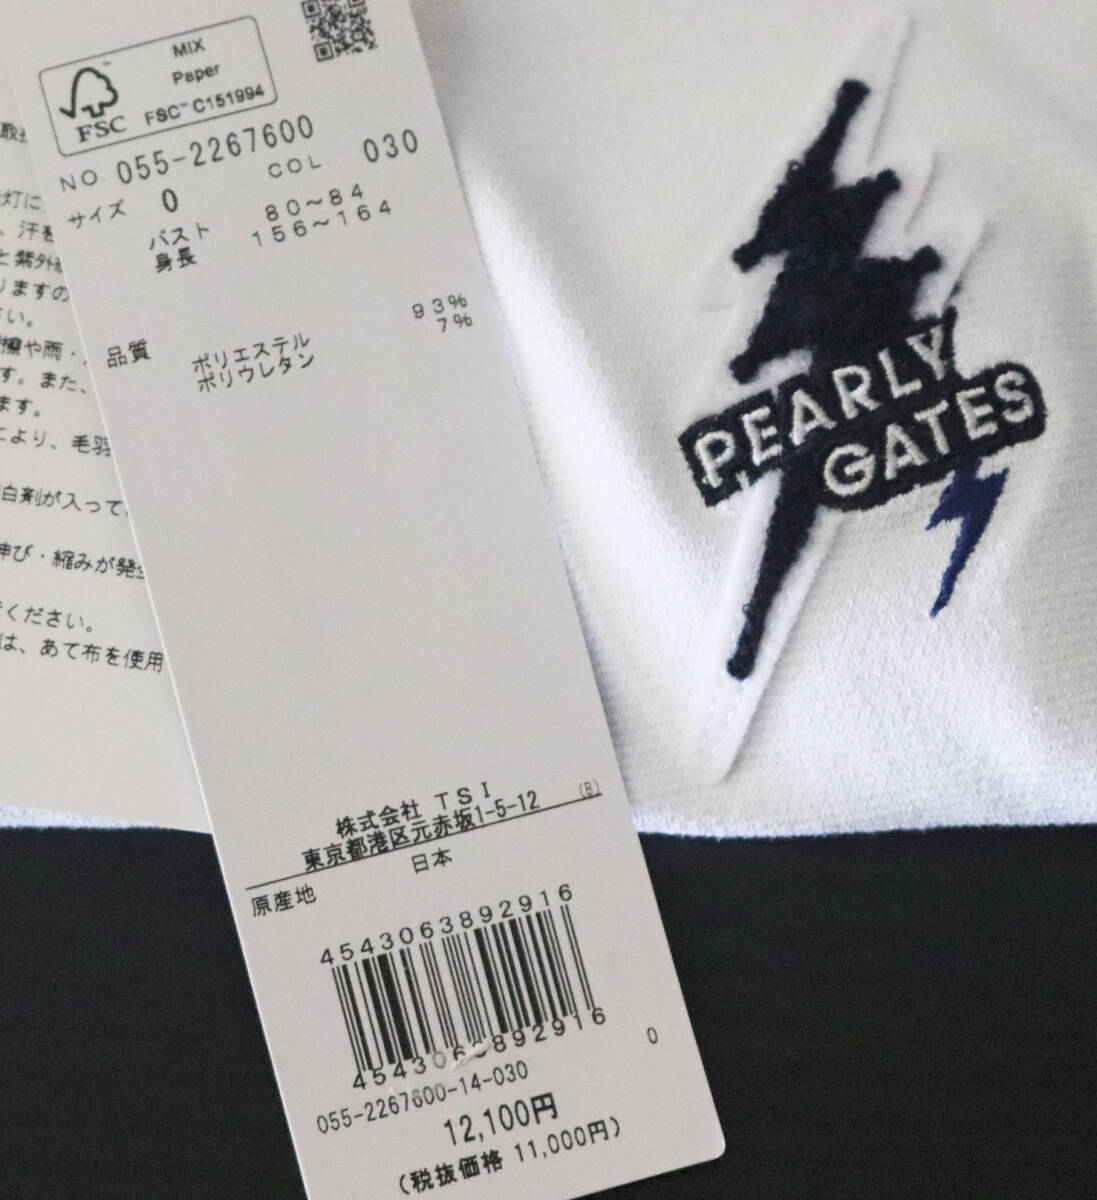 MIX
Paper
FSC™ C151994
FSC
NO. 055-2267600
COL. 030
サイズ 0
バスト 80~84
身長 156~164
品質 ポリエステル 93%
ポリウレタン 7%
株式会社 TSI (B)
東京都港区元赤坂1-5-12
原産地 日本
4543063892916
4543063892916
055-2267600-14-030 0
12,100円
(税抜価格 11,000円)
灯に
、汗を
と紫外
りますの
い。
擦や雨・
す。また、
ます。
により、毛羽
白剤が入って、
伸び・縮みが発生
ください。
は、あて布を使用
PEARLY
GATES